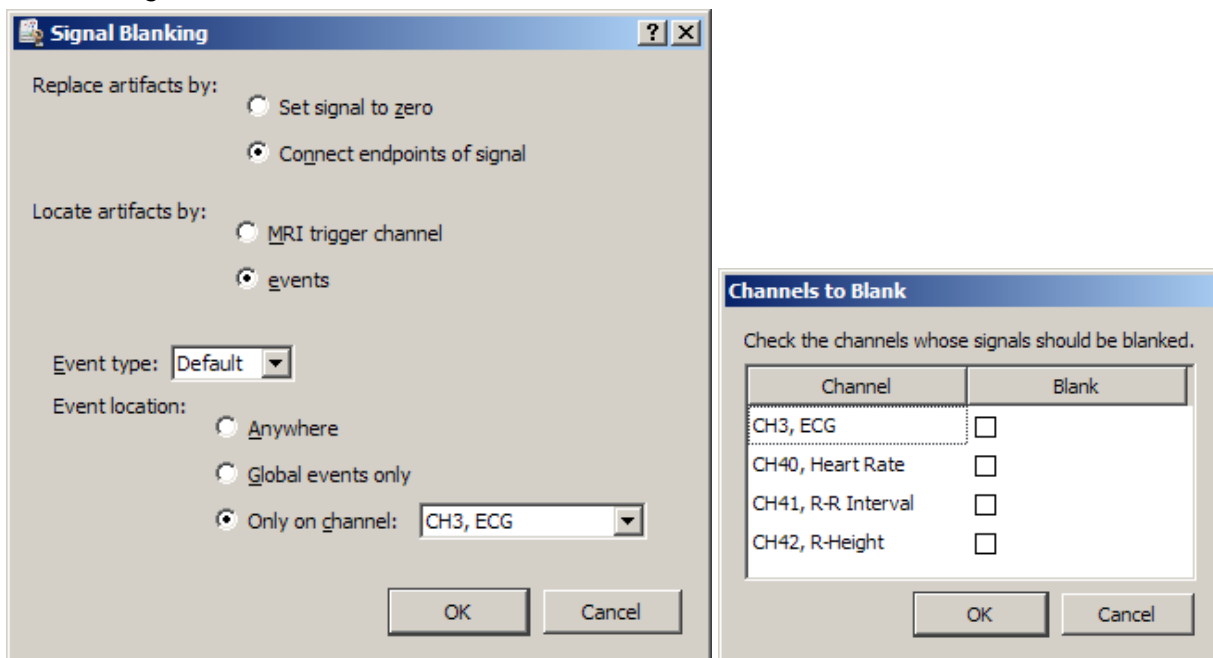 Signal Blanking
Replace artifacts by:
Set signal to zero
Connect endpoints of signal
Locate artifacts by:
MRI trigger channel
events
Event type: Default
Event location:
Anywhere
Global events only
Only on channel: CH3, ECG
OK Cancel
Channels to Blank
Check the channels whose signals should be blanked.
Channel Blank
CH3, ECG
CH40, Heart Rate
CH41, R-R Interval
CH42, R-Height
OK Cancel